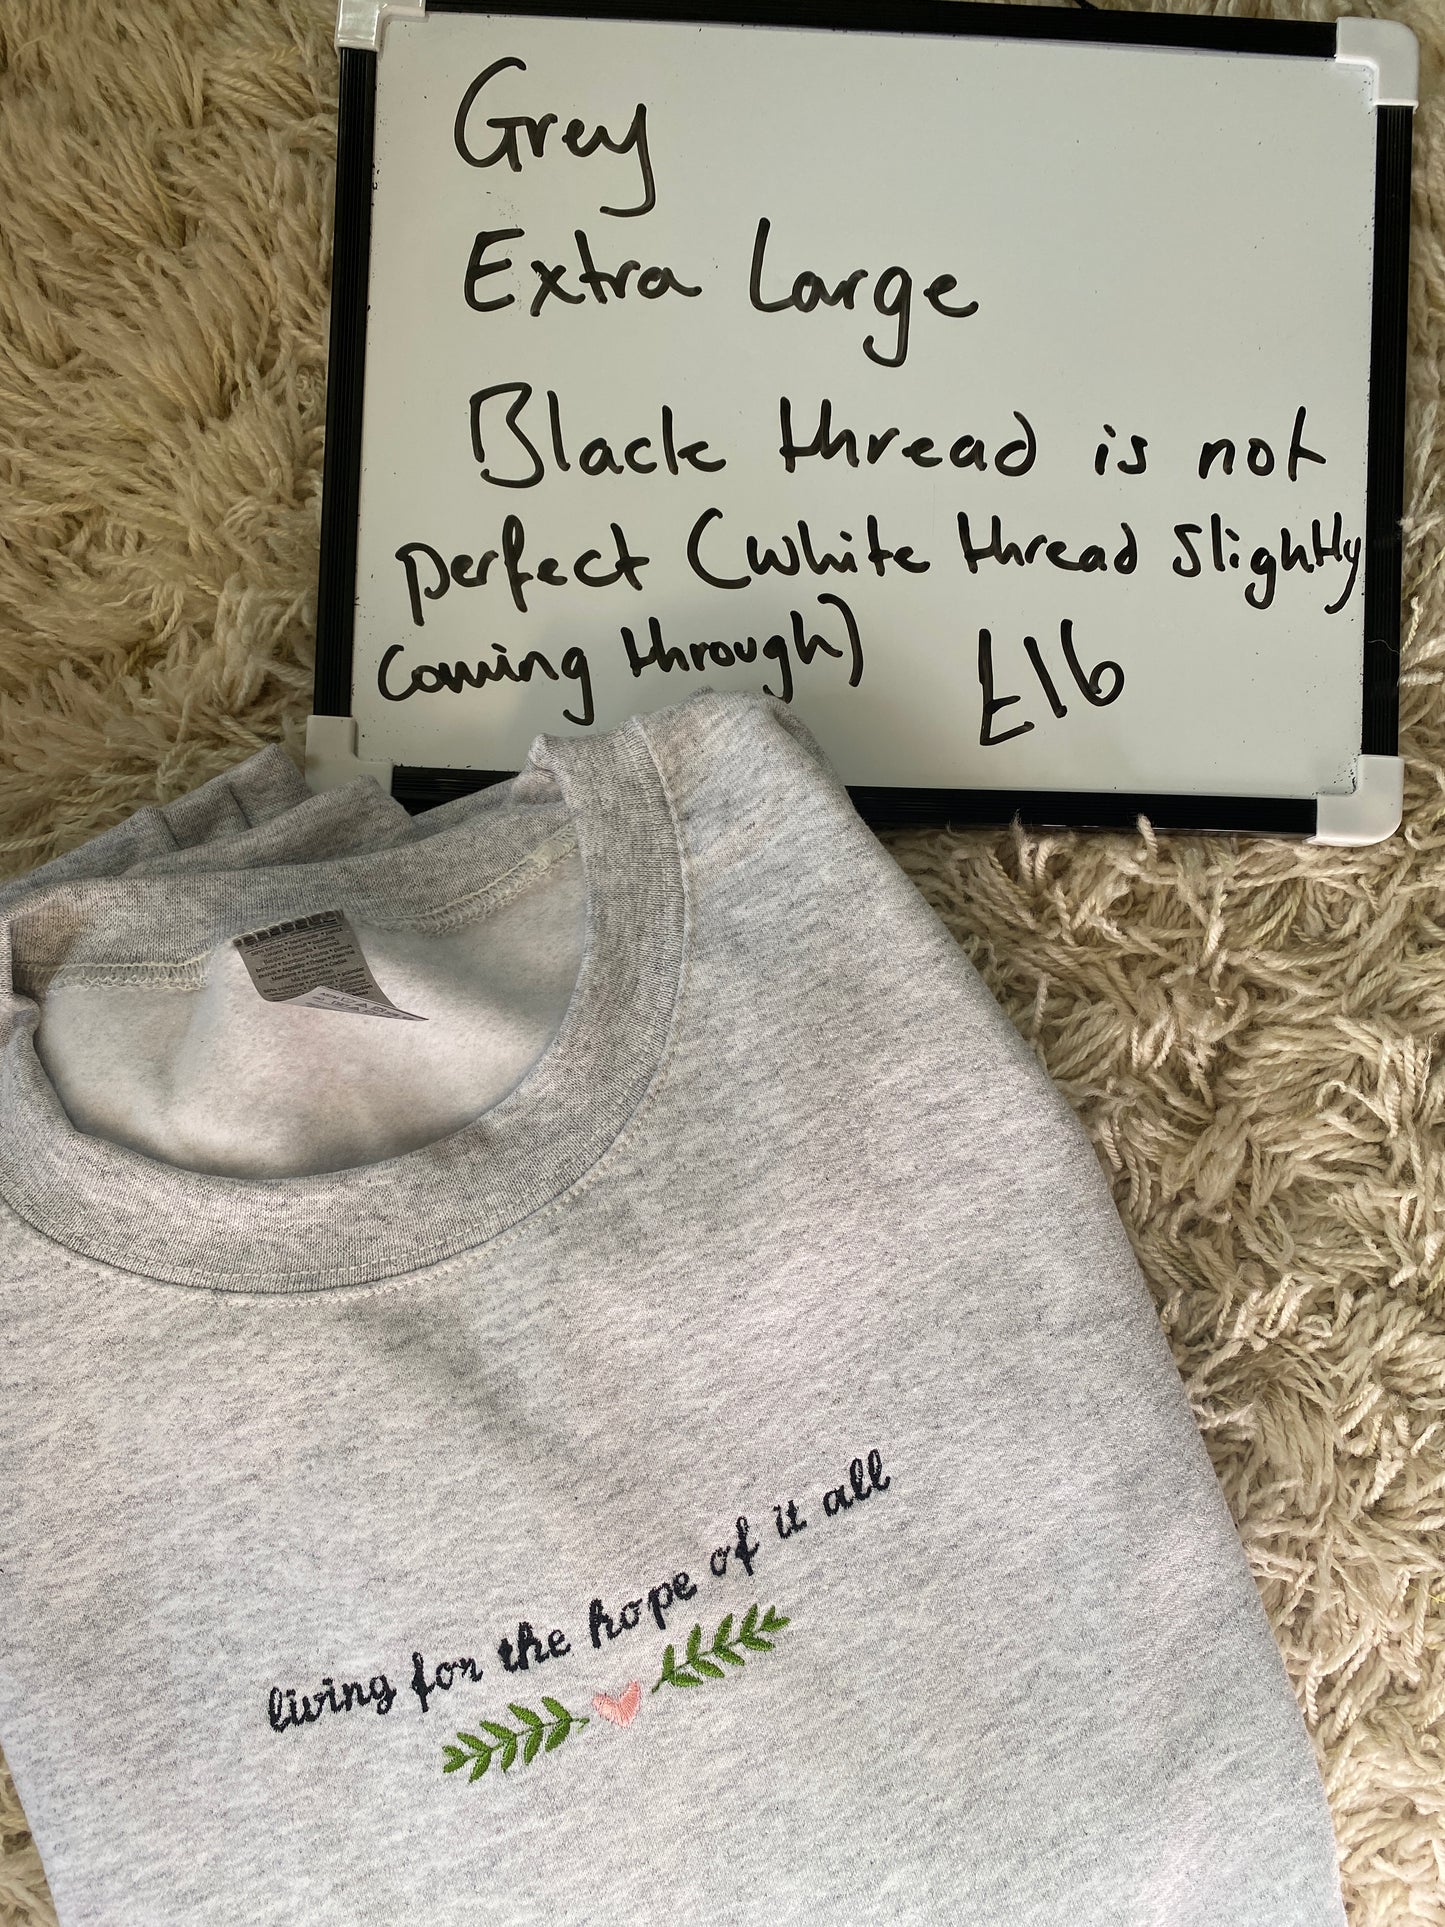 Grey
Extra Large
Black thread is not
perfect (white thread slightly
coming through) £16
living for the hope of it all